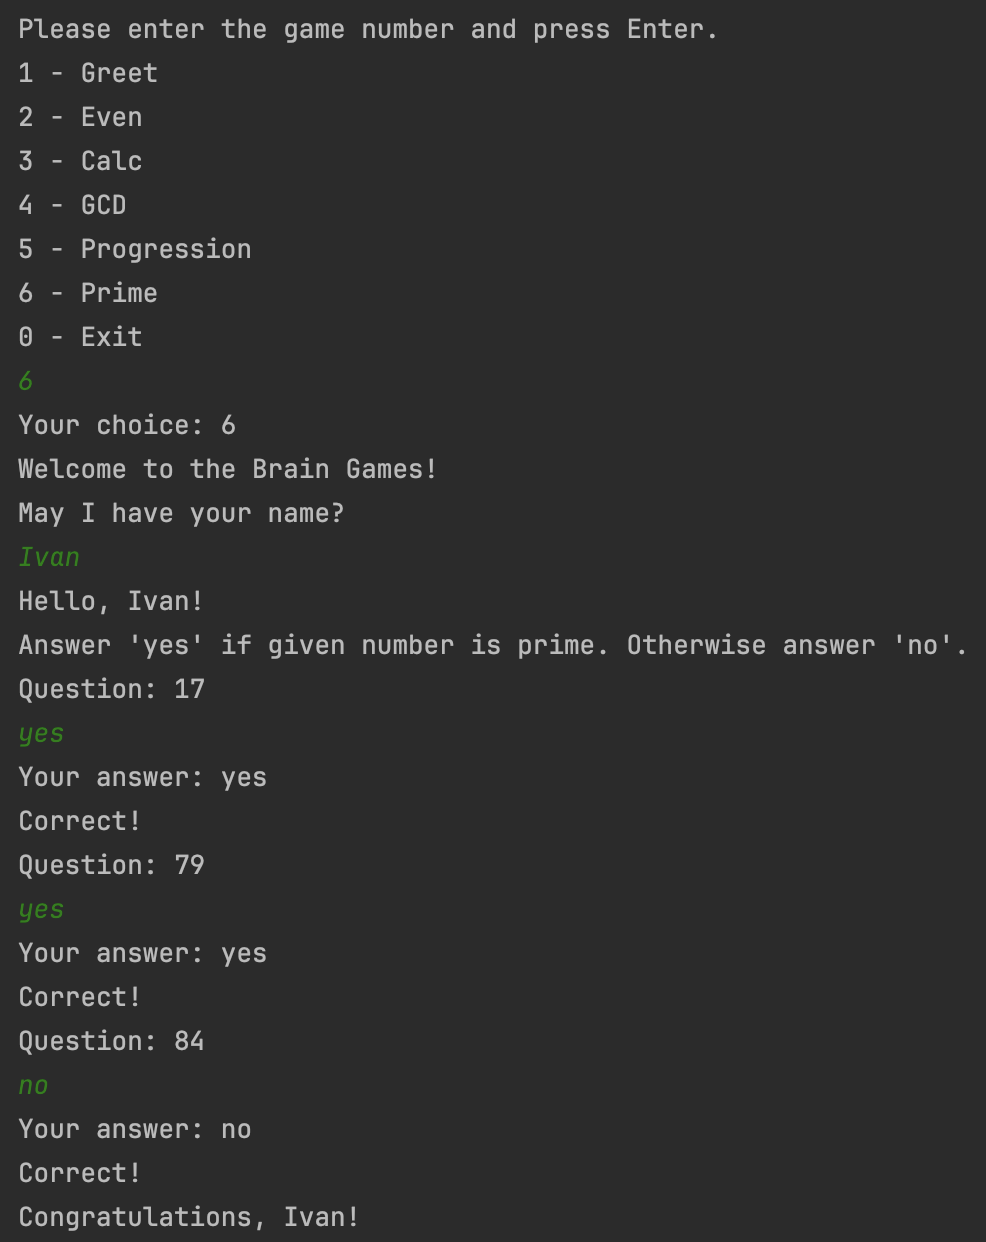 Please enter the game number and press Enter.
1 - Greet
2 - Even
3 - Calc
4 - GCD
5 - Progression
6 - Prime
0 - Exit
6
Your choice: 6
Welcome to the Brain Games!
May I have your name?
Ivan
Hello, Ivan!
Answer 'yes' if given number is prime. Otherwise answer 'no'.
Question: 17
yes
Your answer: yes
Correct!
Question: 79
yes
Your answer: yes
Correct!
Question: 84
no
Your answer: no
Correct!
Congratulations, Ivan!